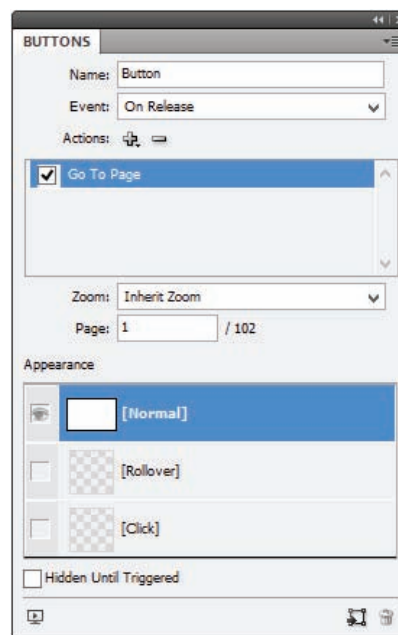 BUTTONS
Name: Button
Event: On Release
Actions:
Go To Page
Zoom: Inherit Zoom
Page: 1 / 102
Appearance
[Normal]
[Rollover]
[Click]
Hidden Until Triggered